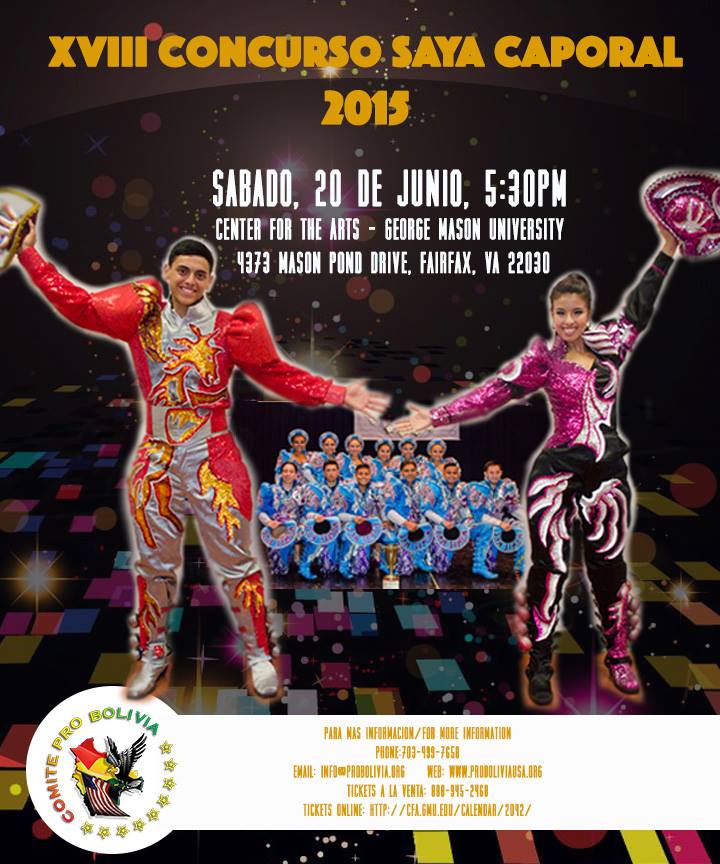 XVIII CONCURSO SAYA CAPORAL
2015
SABADO, 20 DE JUNIO, 5:30PM
CENTER FOR THE ARTS - GEORGE MASON UNIVERSITY
4373 MASON POND DRIVE, FAIRFAX, VA 22030
COMITE PRO BOLIVIA
PARA MAS INFORMACION/FOR MORE INFORMATION
PHONE:703-499-7658
EMAIL: INFO@PROBOLIVIA.ORG WEB: WWW.PROBOLIVIAUSA.ORG
TICKETS A LA VENTA: 888-945-2468
TICKETS ONLINE: HTTP://CFA.GMU.EDU/CALENDAR/2042/